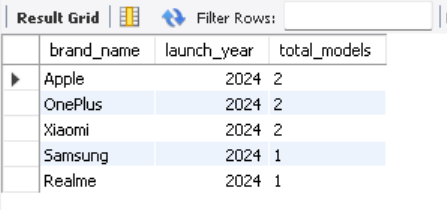 Result Grid Filter Rows:
brand_name launch_year total_models
Apple 2024 2
OnePlus 2024 2
Xiaomi 2024 2
Samsung 2024 1
Realme 2024 1